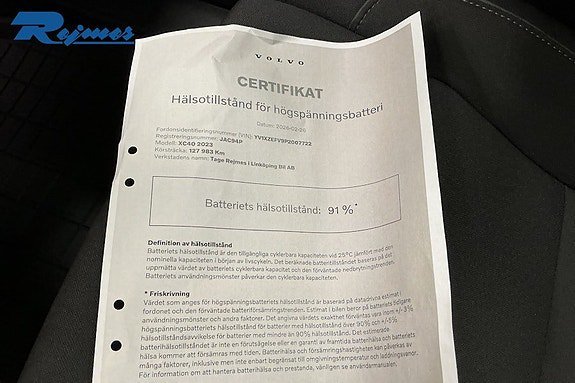 Rejmes
VOLVO
CERTIFIKAT
Hälsotillstånd för högspänningsbatteri
Datum: 2026-02-20
Fordonsidentifieringsnummer (VIN):
Registreringsnummer: JAC94P
Modell: XC40 2023
Körsträcka: 127 983 Km
Verkstadens namn: Tage Rejmes i Linköping Bil AB
Batteriets hälsotillstånd: 91 %*
Definition av hälsotillstånd
Batteriets hälsotillstånd är den tillgängliga cyklerbara kapaciteten vid 25°C jämfört med den
nominella kapaciteten i början av livscykeln. Det beräknade batteritillståndet baseras på det
uppmätta värdet av batteriets cyklerbara kapacitet och den förväntade nedbrytningstrenden.
Batteriets användningsmönster påverkar den cyklerbara kapaciteten.
* Friskrivning
Värdet som anges för högspänningsbatteriets hälsotillstånd är baserad på datadrivna estimat i
fordonet och den förväntade batteriförsämringstrenden. Estimat i bilen beror på batteriets tidigare
användningsmönster och andra faktorer. Det angivna värdets exakthet förväntas vara inom +/- 3%
högspänningsbatteriets hälsotillstånd för batterier med hälsotillstånd över 90% och +/-5%
hälsotillståndsavvikelse för batterier med mindre än 90% hälsotillstånd. Det estimerade
batterihälsotillståndet är inte en förutsägelse eller en garanti av framtida batterihälsa och batteriets
hälsa kommer att försämras med tiden. Batterihälsa och försämringshastigheten kan påverkas av
många faktorer, inklusive men inte enbart begränsat till omgivningstemperatur och laddningsvanor.
För information om att hantera batterihälsa och prestanda, vänligen se användarmanualen.